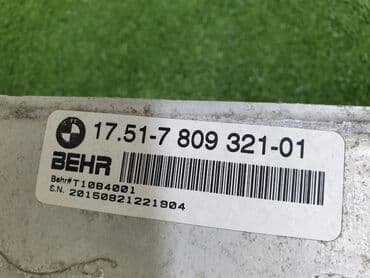 17.51-7 809 321-01
BEHR
Behr# T1084001
S.N. 20150821221904